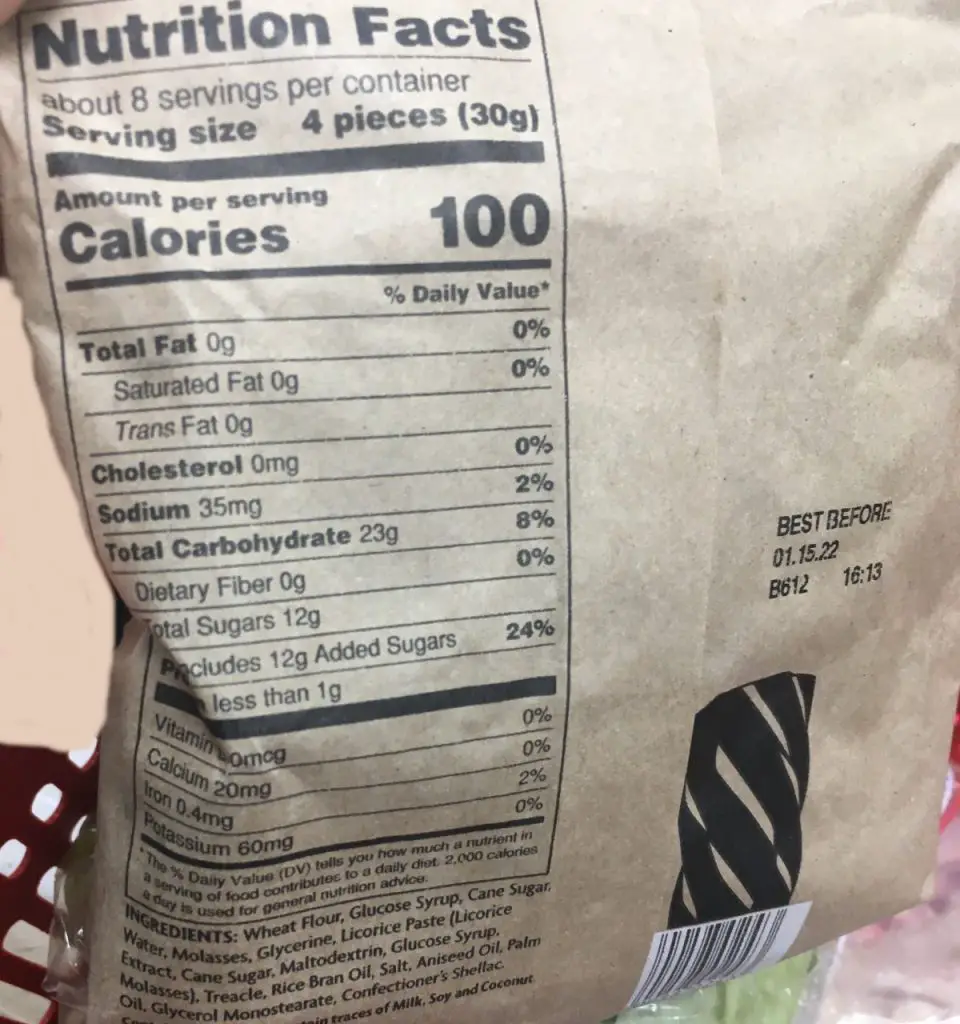 Nutrition Facts
about 8 servings per container
Serving size 4 pieces (30g)
Amount per serving
Calories 100
% Daily Value*
Total Fat 0g 0%
Saturated Fat 0g 0%
Trans Fat 0g
Cholesterol 0mg 0%
Sodium 35mg 2%
Total Carbohydrate 23g 8%
Dietary Fiber 0g 0%
Total Sugars 12g
cludes 12g Added Sugars 24%
less than 1g
Vitamin 0mcg 0%
Calcium 20mg 0%
Iron 0.4mg 2%
Potassium 60mg 0%
*The % Daily Value (DV) tells you how much a nutrient in
a serving of food contributes to a daily diet. 2,000 calories
a day is used for general nutrition advice.
INGREDIENTS: Wheat Flour, Glucose Syrup, Cane Sugar,
Water, Molasses, Glycerine, Licorice Paste (Licorice
Extract, Cane Sugar, Maltodextrin, Glucose Syrup,
Molasses), Treacle, Rice Bran Oil, Salt, Aniseed Oil, Palm
Oil, Glycerol Monostearate, Confectioner's Shellac.
traces of Milk, Soy and Coconut
BEST BEFORE
01.15.22
B612 16:13